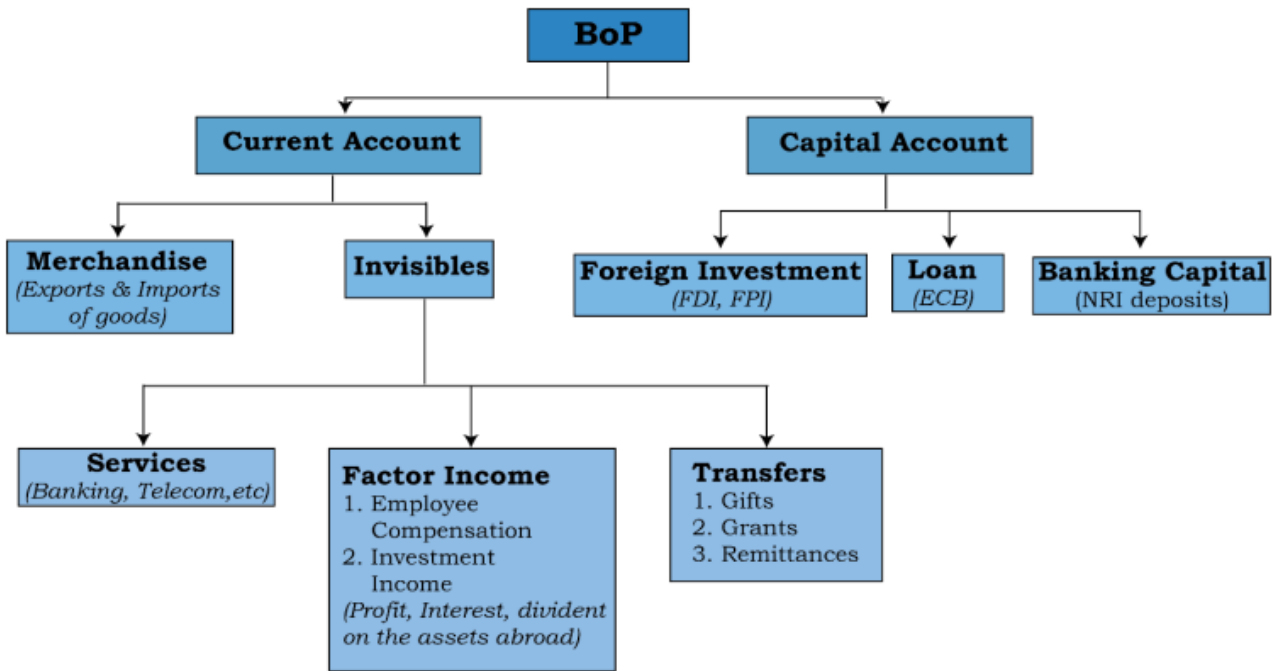 BoP
Current Account
Capital Account
Merchandise
(Exports & Imports
of goods)
Invisibles
Foreign Investment
(FDI, FPI)
Loan
(ECB)
Banking Capital
(NRI deposits)
Services
(Banking, Telecom,etc)
Factor Income
1. Employee
Compensation
2. Investment
Income
(Profit, Interest, divident
on the assets abroad)
Transfers
1. Gifts
2. Grants
3. Remittances